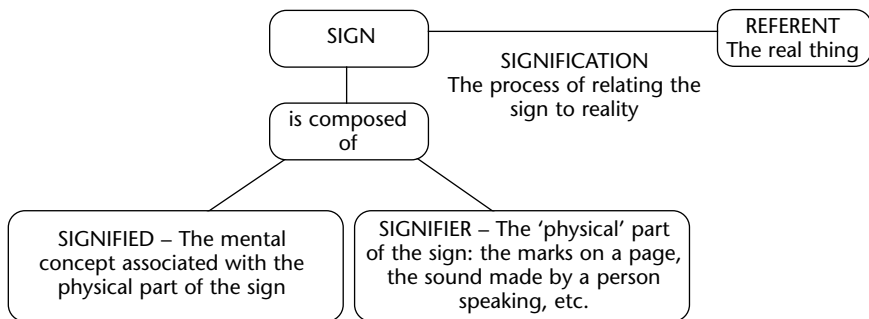 SIGN
REFERENT
The real thing
SIGNIFICATION
The process of relating the
sign to reality
is composed
of
SIGNIFIED – The mental
concept associated with the
physical part of the sign
SIGNIFIER – The ‘physical’ part
of the sign: the marks on a page,
the sound made by a person
speaking, etc.